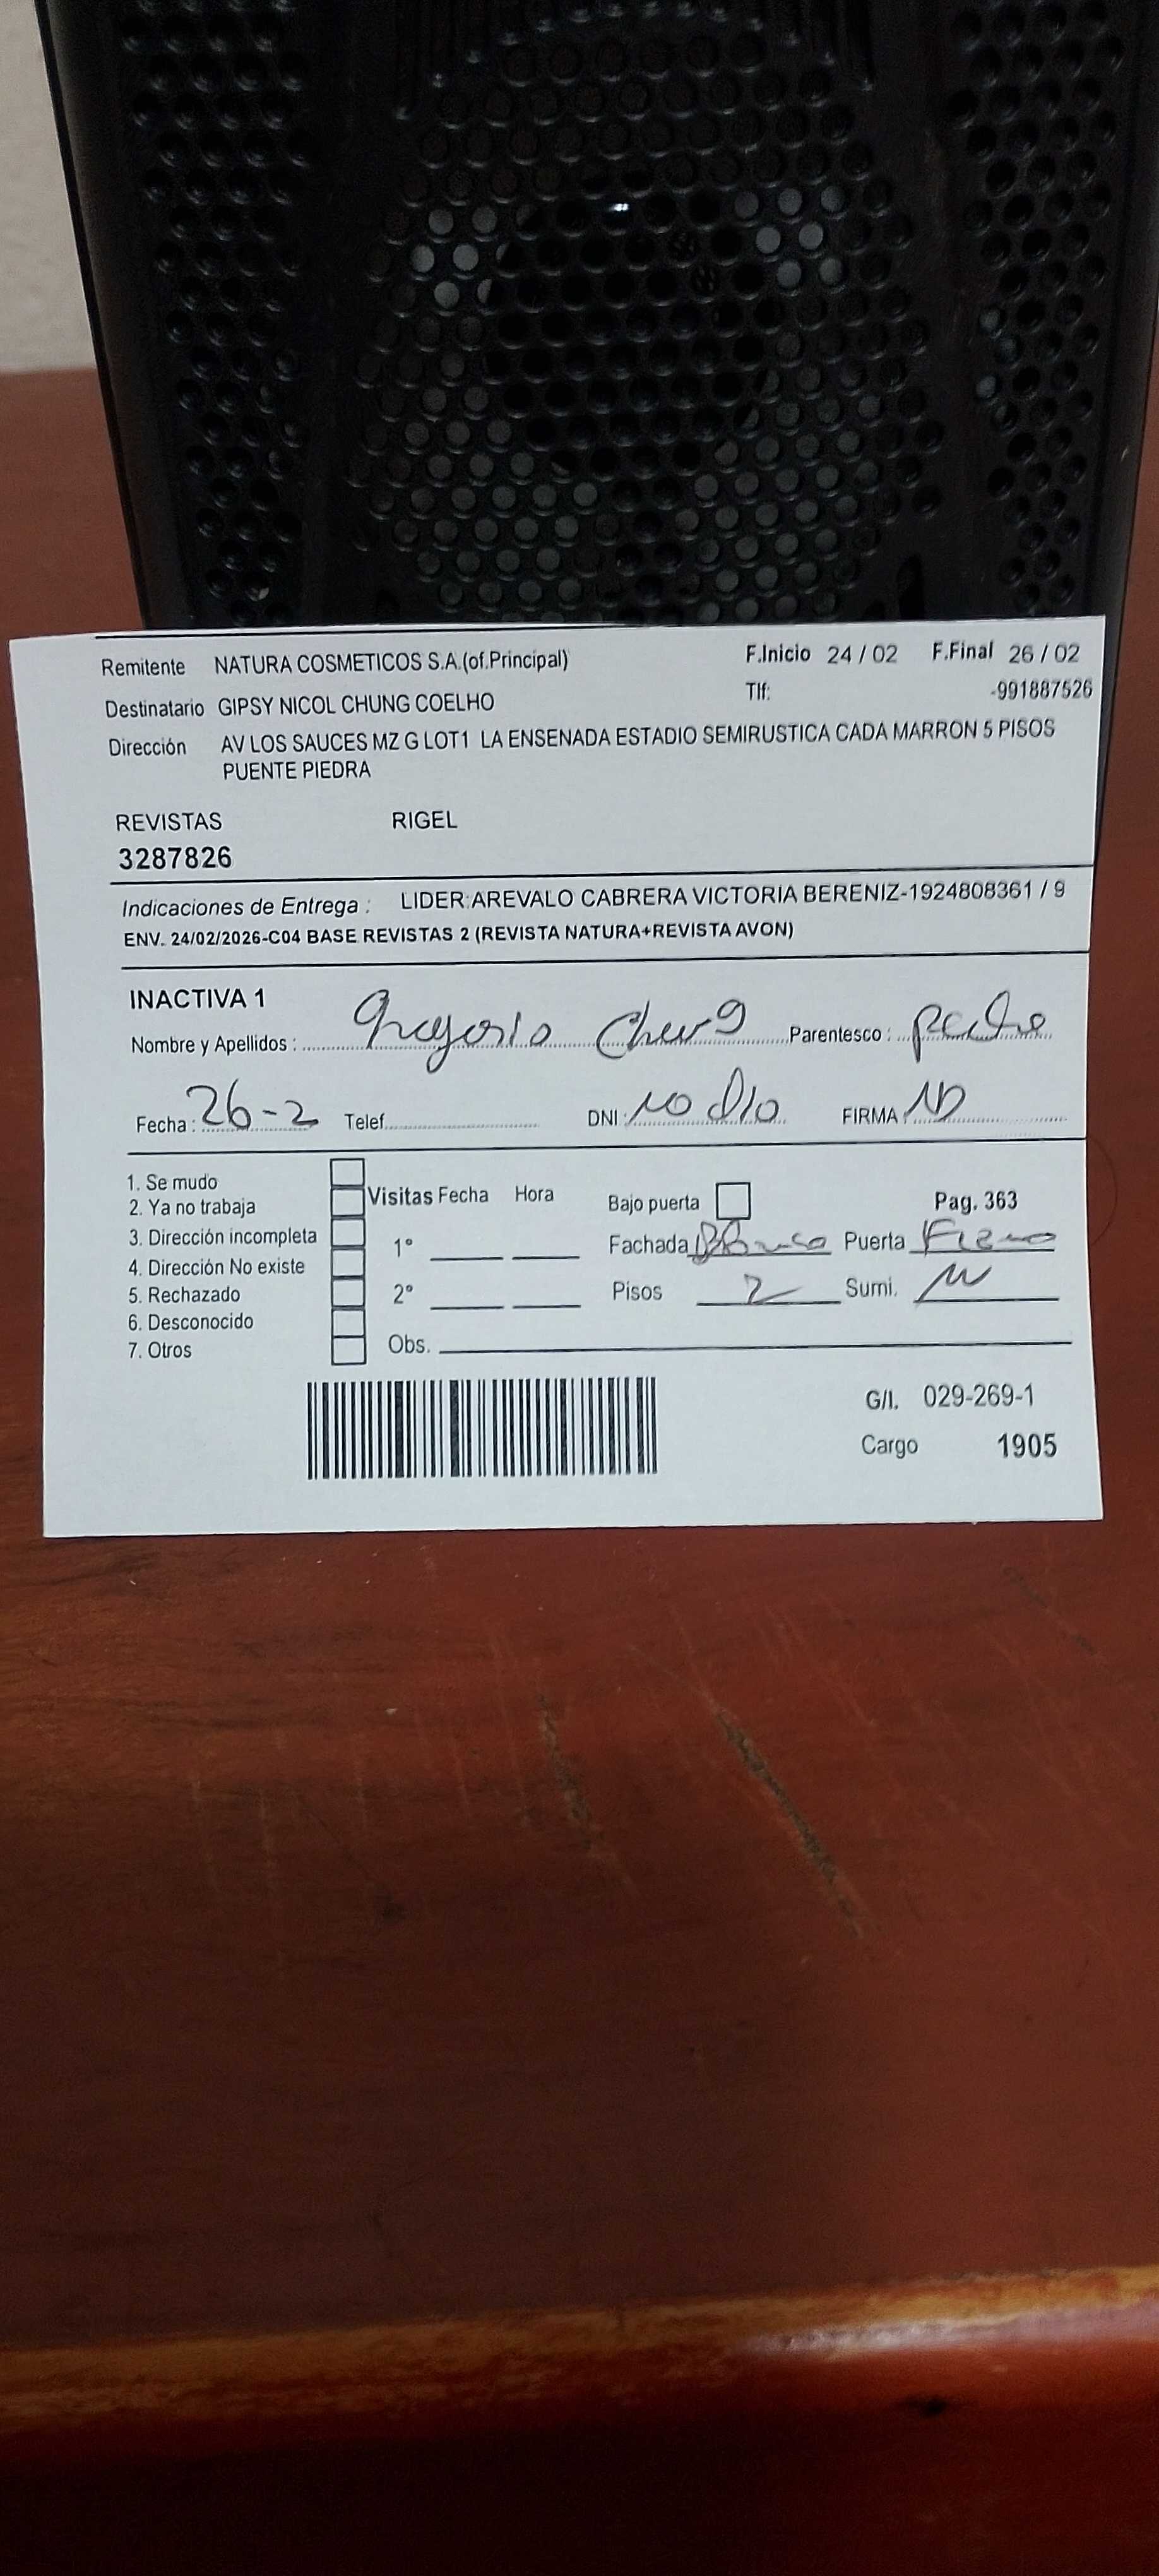 Remitente NATURA COSMETICOS S.A.(of.Principal) F.Inicio 24 / 02 F.Final 26 / 02
Destinatario GIPSY NICOL CHUNG COELHO Tlf: -991887526
Dirección AV LOS SAUCES MZ G LOT1 LA ENSENADA ESTADIO SEMIRUSTICA CADA MARRON 5 PISOS
PUENTE PIEDRA
REVISTAS RIGEL
3287826
Indicaciones de Entrega : LIDER:AREVALO CABRERA VICTORIA BERENIZ-1924808361 / 9
ENV. 24/02/2026-C04 BASE REVISTAS 2 (REVISTA NATURA+REVISTA AVON)
INACTIVA 1
Nombre y Apellidos : Gregorio Chung Parentesco : padre
Fecha : 26-2 Telef. DNI : NO DIO FIRMA ND
1. Se mudo
2. Ya no trabaja Visitas Fecha Hora Bajo puerta Pag. 363
3. Dirección incompleta 1° Fachada Puerta Fierro
4. Dirección No existe
5. Rechazado 2° Pisos 2 Sumi.
6. Desconocido
7. Otros Obs.
G/I. 029-269-1
Cargo 1905